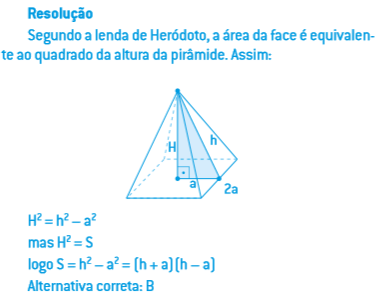 Resolução
Segundo a lenda de Heródoto, a área da face é equivalen-
te ao quadrado da altura da pirâmide. Assim:
H
h
a
2a
H² = h² – a²
mas H² = S
logo S = h² – a² = (h + a)(h – a)
Alternativa correta: B